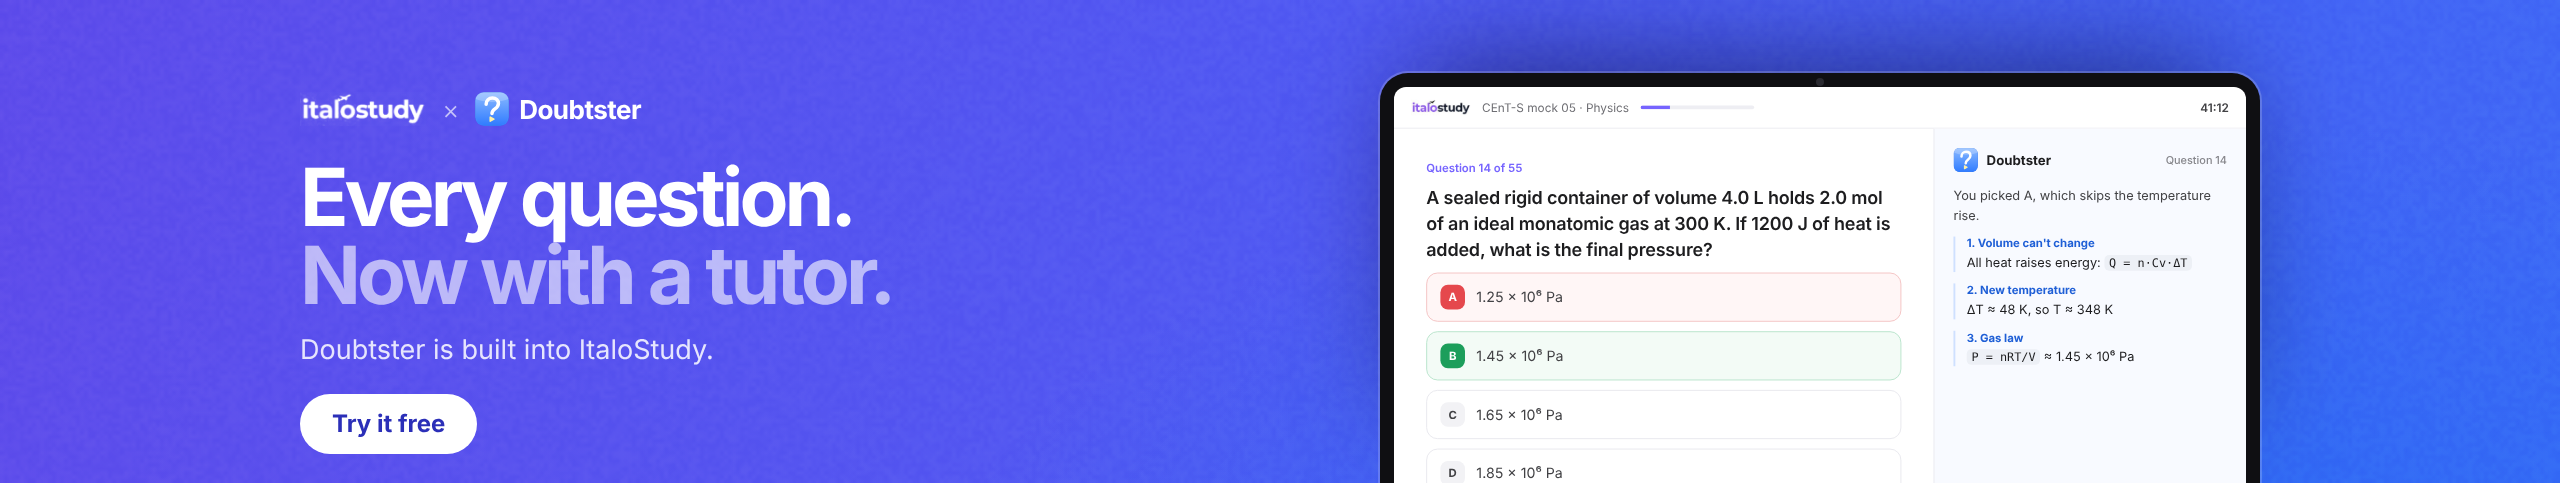 italostudy × Doubtster
Every question.
Now with a tutor.
Doubtster is built into ItaloStudy.
Try it free
italostudy CEnT-S mock 05 · Physics 41:12
Question 14 of 55
A sealed rigid container of volume 4.0 L holds 2.0 mol
of an ideal monatomic gas at 300 K. If 1200 J of heat is
added, what is the final pressure?
A 1.25 × 10⁶ Pa
B 1.45 × 10⁶ Pa
C 1.65 × 10⁶ Pa
D 1.85 × 10⁶ Pa
Doubtster Question 14
You picked A, which skips the temperature
rise.
1. Volume can't change
All heat raises energy: Q = n·Cv·ΔT
2. New temperature
ΔT ≈ 48 K, so T ≈ 348 K
3. Gas law
P = nRT/V ≈ 1.45 × 10⁶ Pa